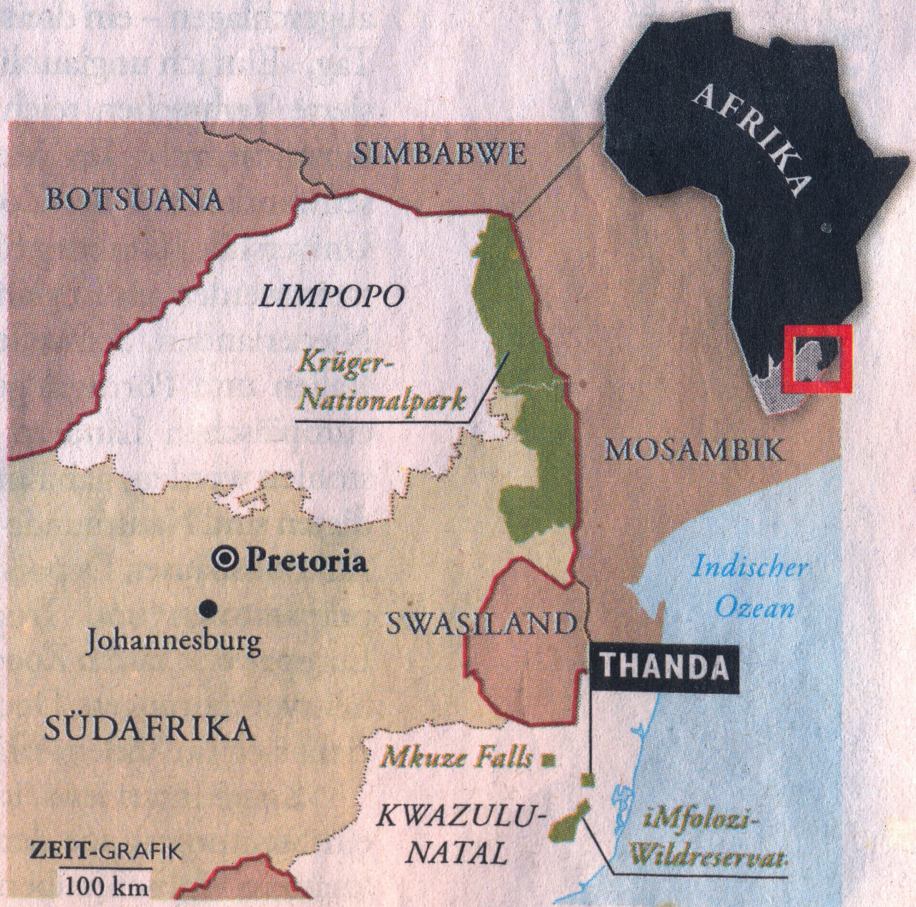 AFRIKA
SIMBABWE
BOTSUANA
LIMPOPO
Krüger-
Nationalpark
MOSAMBIK
Pretoria
Indischer
Ozean
Johannesburg
SWASILAND
THANDA
SÜDAFRIKA
Mkuze Falls
KWAZULU-
NATAL
iMfolozi-
Wildreservat
ZEIT-GRAFIK
100 km